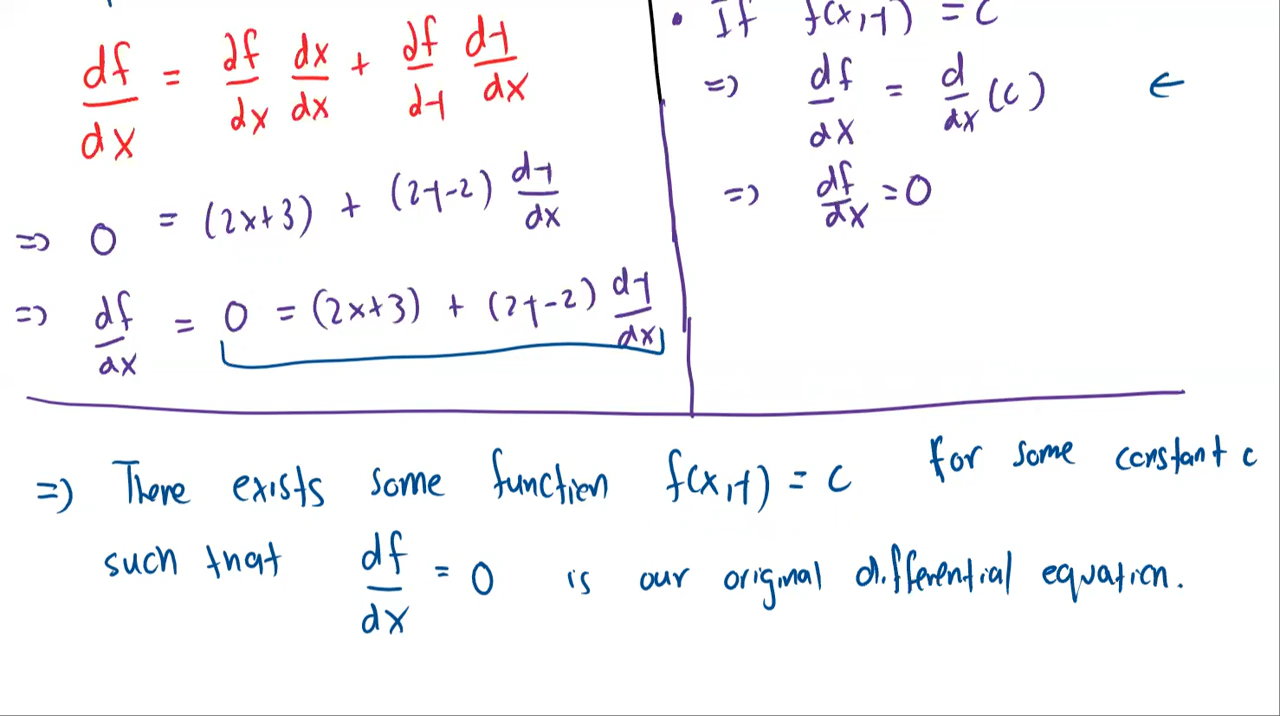 df/dx = ∂f/∂x dx/dx + ∂f/∂y dy/dx
=> 0 = (2x+3) + (2y-2) dy/dx
=> df/dx = 0 = (2x+3) + (2y-2) dy/dx
• If f(x,y) = c
=> df/dx = d/dx (c) ←
=> df/dx = 0
=> There exists some function f(x,y) = c for some constant c
such that df/dx = 0 is our original differential equation.